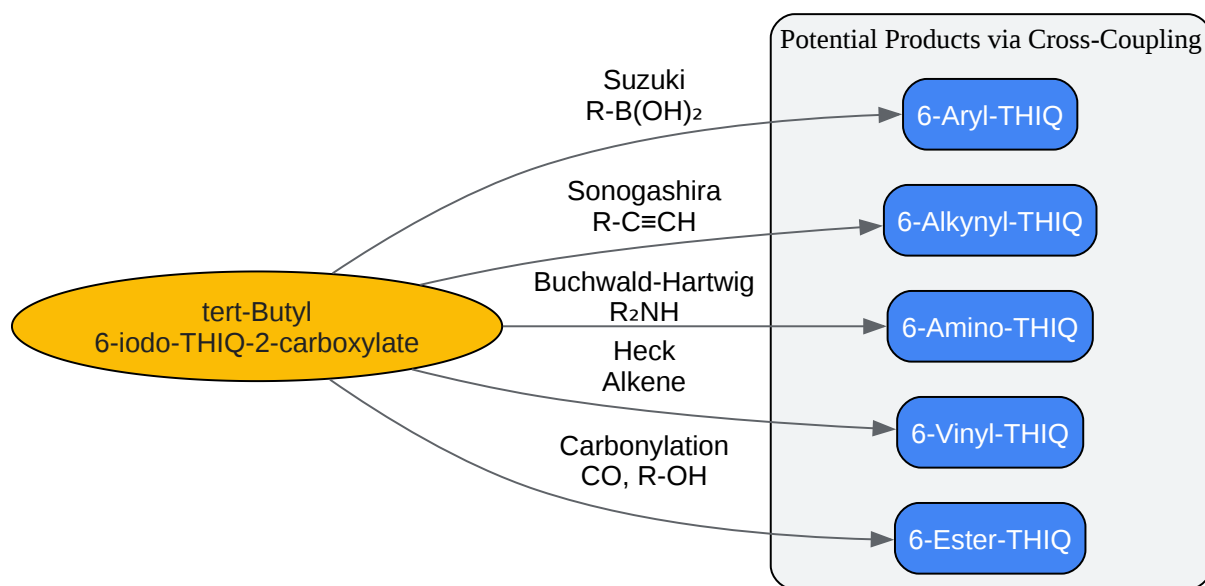 Potential Products via Cross-Coupling
Suzuki
R-B(OH)₂
6-Aryl-THIQ
Sonogashira
R-C≡CH
6-Alkynyl-THIQ
tert-Butyl
6-iodo-THIQ-2-carboxylate
Buchwald-Hartwig
R₂NH
6-Amino-THIQ
Heck
Alkene
6-Vinyl-THIQ
Carbonylation
CO, R-OH
6-Ester-THIQ